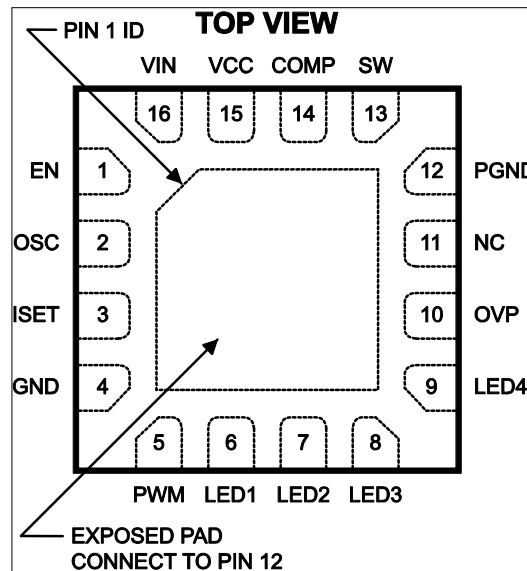 TOP VIEW
PIN 1 ID
VIN VCC COMP SW
16 15 14 13
EN 1 12 PGND
OSC 2 11 NC
ISET 3 10 OVP
GND 4 9 LED4
5 6 7 8
PWM LED1 LED2 LED3
EXPOSED PAD
CONNECT TO PIN 12